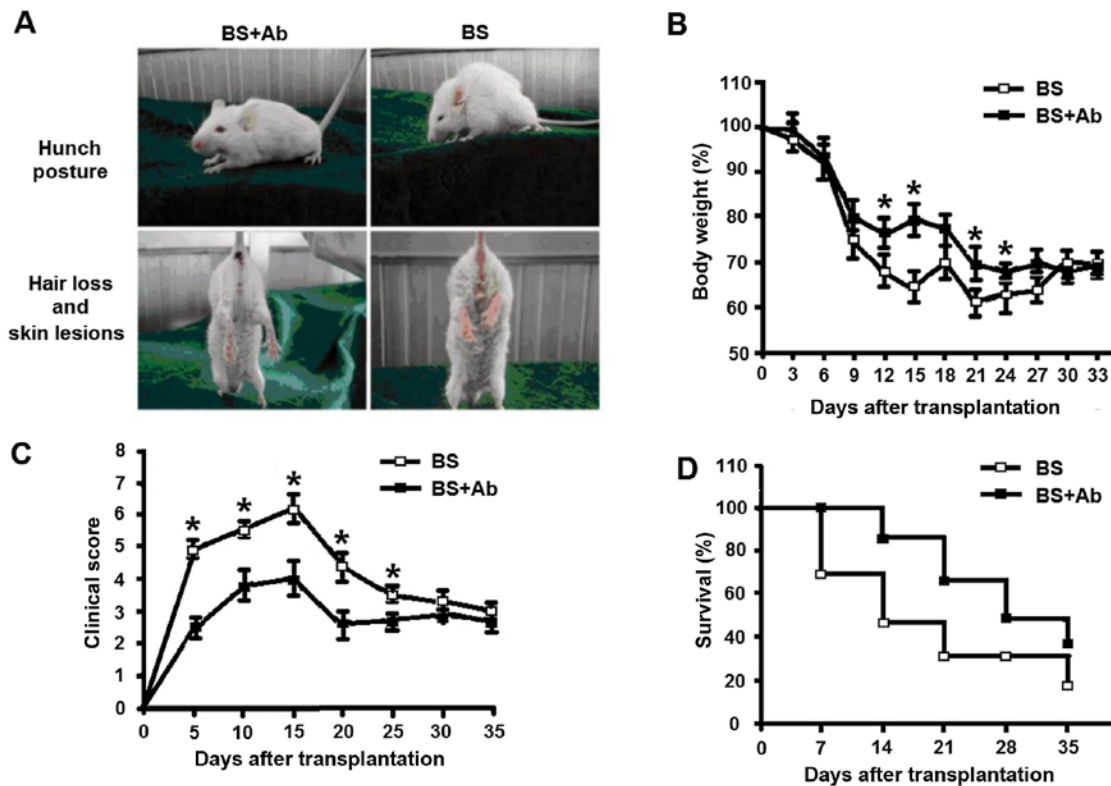 A
BS+Ab
BS
Hunch
posture
Hair loss
and
skin lesions
B
110
100
90
80
70
60
50
Body weight (%)
BS
BS+Ab
*
*
*
*
0 3 6 9 12 15 18 21 24 27 30 33
Days after transplantation
C
8
7
6
5
4
3
2
1
0
Clinical score
BS
BS+Ab
*
*
*
*
*
0 5 10 15 20 25 30 35
Days after transplantation
D
110
100
80
60
40
20
0
Survival (%)
BS
BS+Ab
0 7 14 21 28 35
Days after transplantation